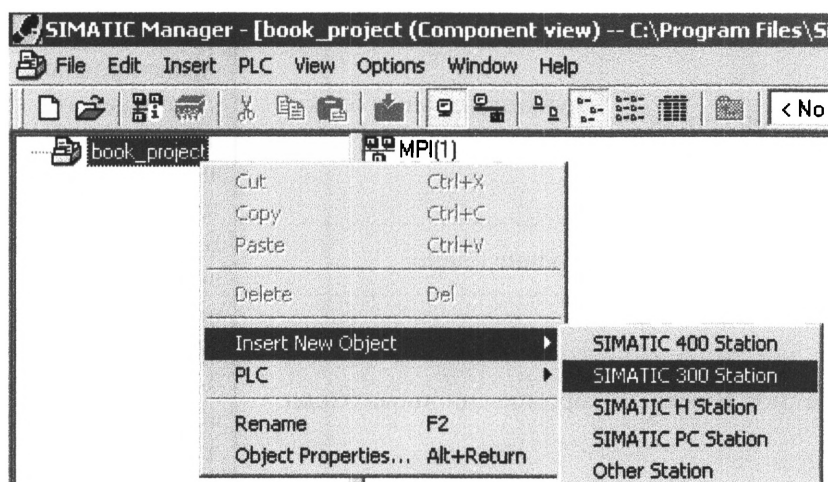 SIMATIC Manager - [book_project (Component view) -- C:\Program Files\Si
File Edit Insert PLC View Options Window Help
< No
book_project
MPI(1)
Cut Ctrl+X
Copy Ctrl+C
Paste Ctrl+V
Delete Del
Insert New Object
PLC
Rename F2
Object Properties... Alt+Return
SIMATIC 400 Station
SIMATIC 300 Station
SIMATIC H Station
SIMATIC PC Station
Other Station